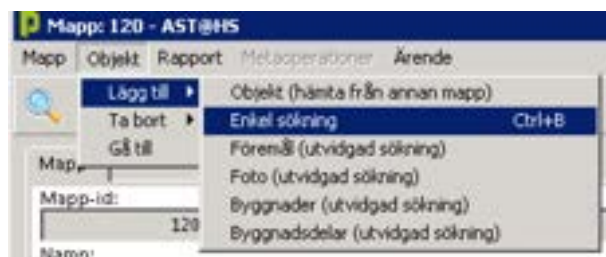 Mapp: 120 - AST@HS
Mapp Objekt Rapport Metaoperationer Ärende
Lägg till
Ta bort
Gå till
Objekt (hämta från annan mapp)
Enkel sökning Ctrl+B
Föremål (utvidgad sökning)
Foto (utvidgad sökning)
Byggnader (utvidgad sökning)
Byggnadsdelar (utvidgad sökning)
Mapp
Mapp-id:
120
Namn: